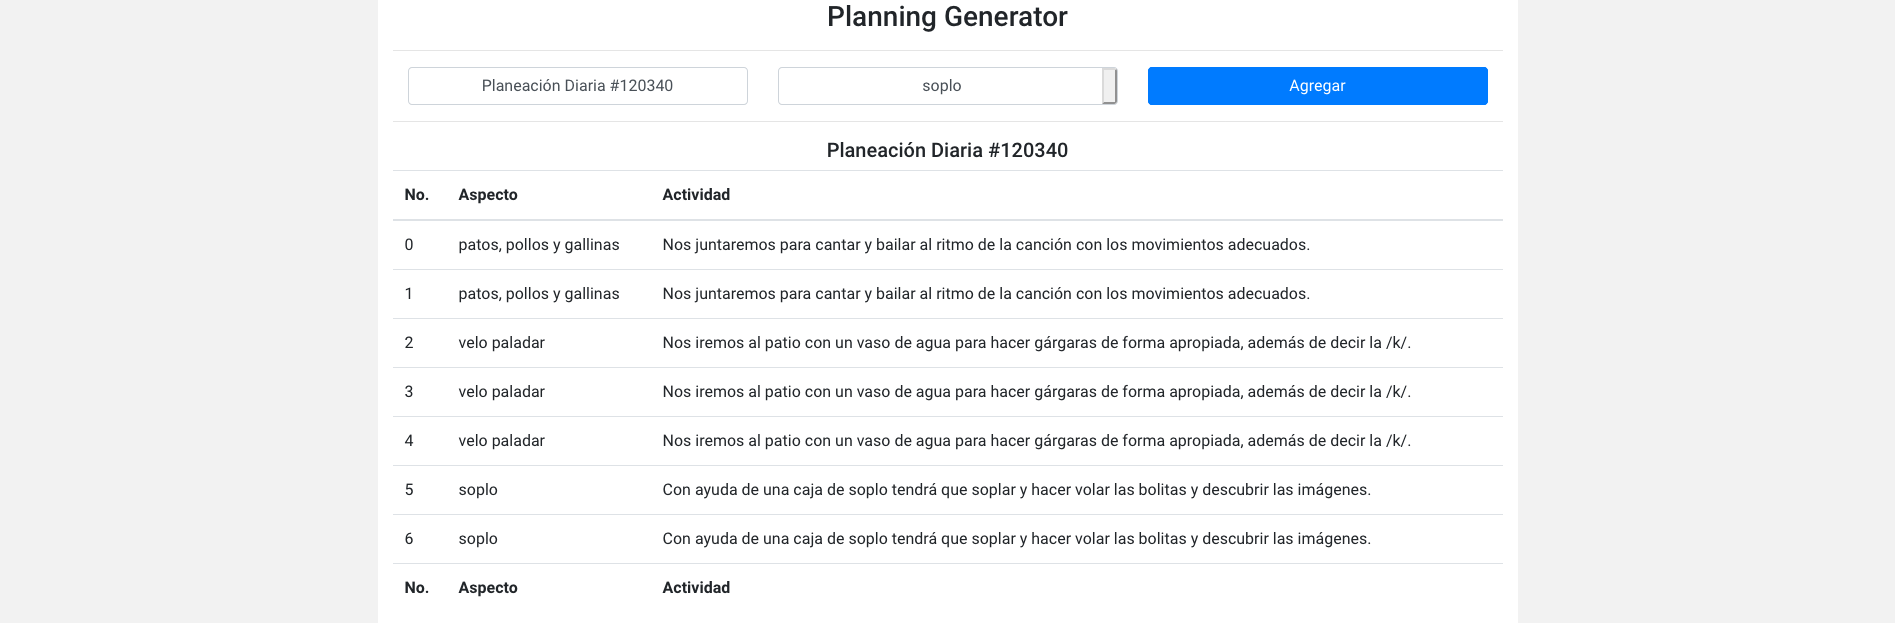 Planning Generator
Planeación Diaria #120340 soplo Agregar
Planeación Diaria #120340
No. Aspecto Actividad
0 patos, pollos y gallinas Nos juntaremos para cantar y bailar al ritmo de la canción con los movimientos adecuados.
1 patos, pollos y gallinas Nos juntaremos para cantar y bailar al ritmo de la canción con los movimientos adecuados.
2 velo paladar Nos iremos al patio con un vaso de agua para hacer gárgaras de forma apropiada, además de decir la /k/.
3 velo paladar Nos iremos al patio con un vaso de agua para hacer gárgaras de forma apropiada, además de decir la /k/.
4 velo paladar Nos iremos al patio con un vaso de agua para hacer gárgaras de forma apropiada, además de decir la /k/.
5 soplo Con ayuda de una caja de soplo tendrá que soplar y hacer volar las bolitas y descubrir las imágenes.
6 soplo Con ayuda de una caja de soplo tendrá que soplar y hacer volar las bolitas y descubrir las imágenes.
No. Aspecto Actividad